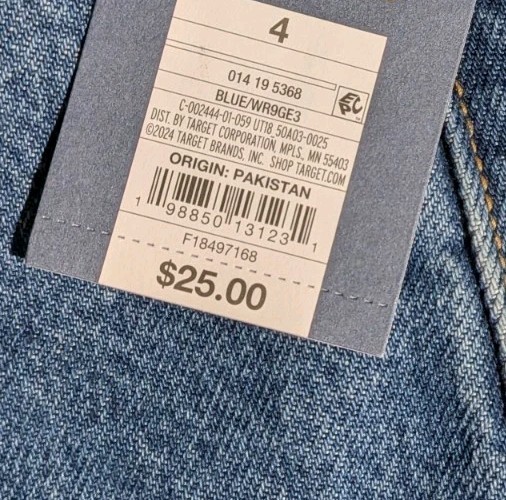 4
014 19 5368
BLUE/WR9GE3
C-002444-01-059 UT18 50A03-0025
DIST. BY TARGET CORPORATION, MPLS., MN 55403
©2024 TARGET BRANDS, INC. SHOP TARGET.COM
ORIGIN: PAKISTAN
1 98850 13123 1
F18497168
$25.00